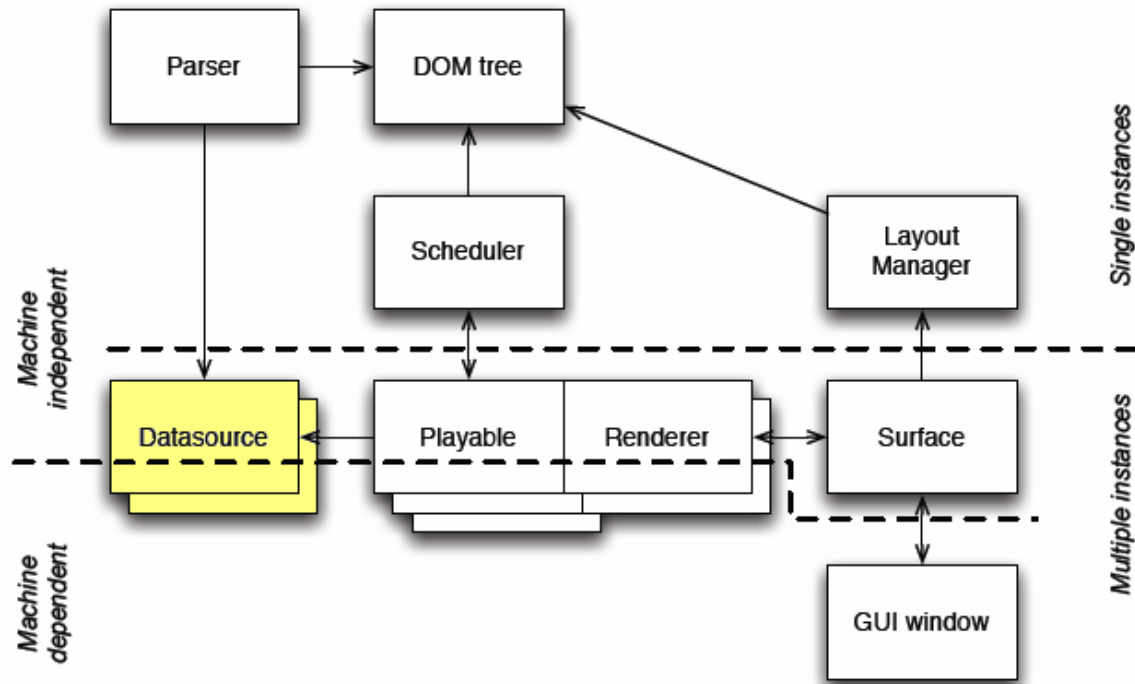 Parser
DOM tree
Scheduler
Layout
Manager
Single instances
Machine
independent
Datasource
Playable
Renderer
Surface
Multiple instances
Machine
dependent
GUI window